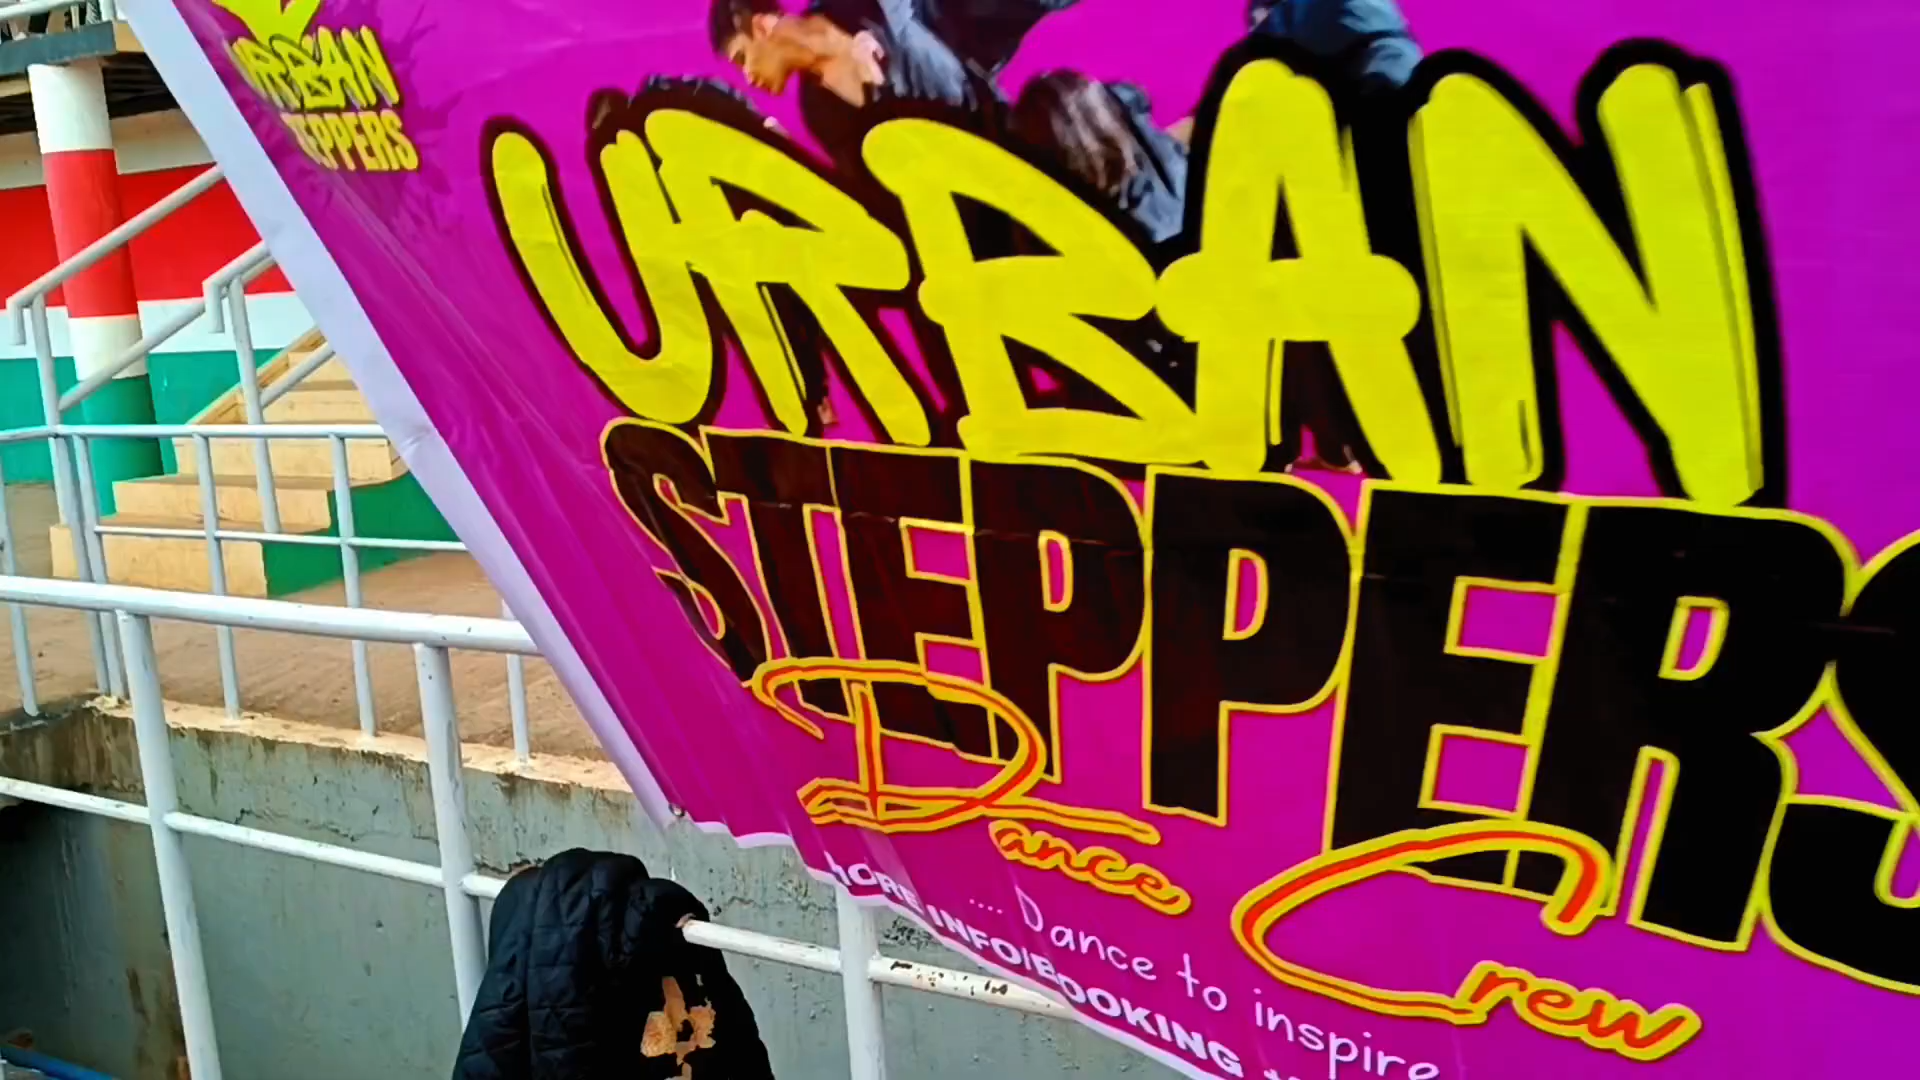 URBAN
STEPPERS
URBAN
STEPPERS
Dance
Crew
.... Dance to inspire
MORE INFO/BOOKING